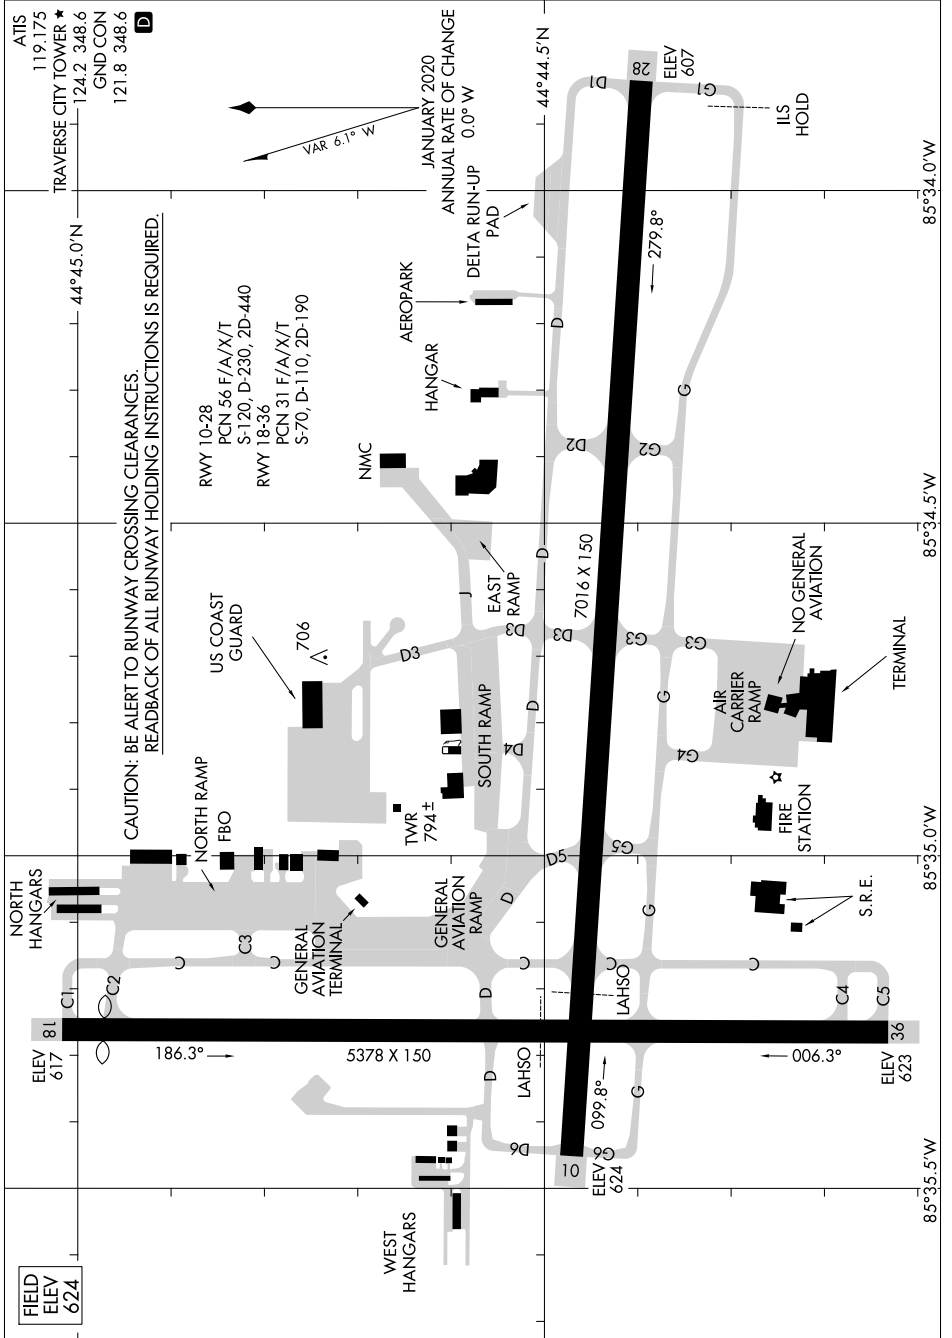 ATIS
119.175
TRAVERSE CITY TOWER ★
124.2 348.6
GND CON
121.8 348.6
D
VAR 6.1° W
JANUARY 2020
ANNUAL RATE OF CHANGE
0.0° W
44°45.0'N
44°44.5'N
CAUTION: BE ALERT TO RUNWAY CROSSING CLEARANCES.
READBACK OF ALL RUNWAY HOLDING INSTRUCTIONS IS REQUIRED.
RWY 10-28
PCN 56 F/A/X/T
S-120, D-230, 2D-440
RWY 18-36
PCN 31 F/A/X/T
S-70, D-110, 2D-190
FIELD
ELEV
624
NORTH
HANGARS
NORTH RAMP
FBO
US COAST
GUARD
706
NMC
HANGAR
AEROPARK
DELTA RUN-UP
PAD
D1
28
ELEV
607
G1
ILS
HOLD
C1
C2
C3
C
C
18
ELEV
617
186.3°
5378 X 150
GENERAL
AVIATION
TERMINAL
GENERAL
AVIATION
RAMP
TWR
794±
SOUTH RAMP
EAST
RAMP
J
D3
D3
D3
D4
D
D
D
D
D
D
D2
D5
D6
WEST
HANGARS
LAHSO
LAHSO
C
C
C
10
ELEV
624
099.8°
7016 X 150
279.8°
G
G
G
G
G2
G3
G3
G4
G5
G6
AIR
CARRIER
RAMP
NO GENERAL
AVIATION
TERMINAL
FIRE
STATION
S.R.E.
C4
C5
36
ELEV
623
006.3°
85°35.5'W
85°35.0'W
85°34.5'W
85°34.0'W